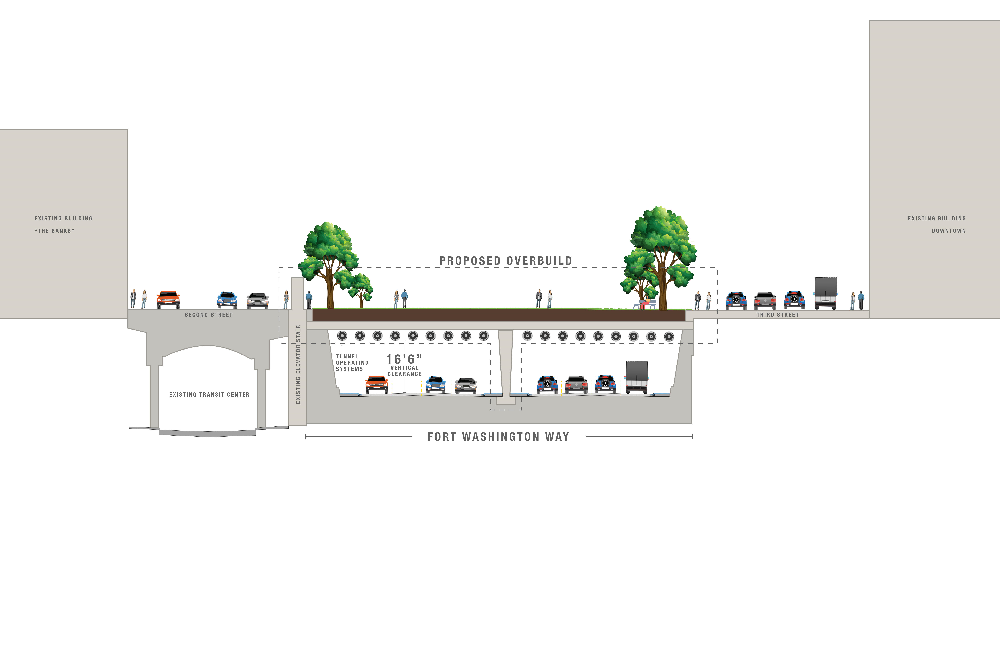 EXISTING BUILDING
“THE BANKS”
EXISTING BUILDING
DOWNTOWN
PROPOSED OVERBUILD
SECOND STREET
THIRD STREET
EXISTING ELEVATOR STAIR
TUNNEL
OPERATING
SYSTEMS
16’6”
VERTICAL
CLEARANCE
EXISTING TRANSIT CENTER
FORT WASHINGTON WAY